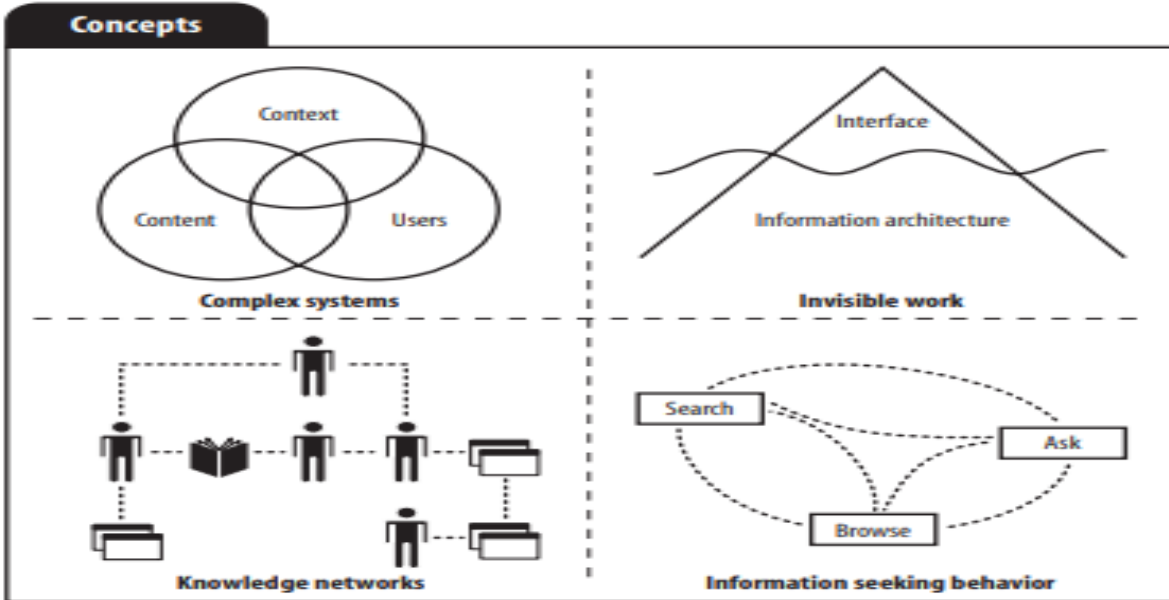 Concepts
Context
Content
Users
Complex systems
Interface
Information architecture
Invisible work
Knowledge networks
Search
Ask
Browse
Information seeking behavior